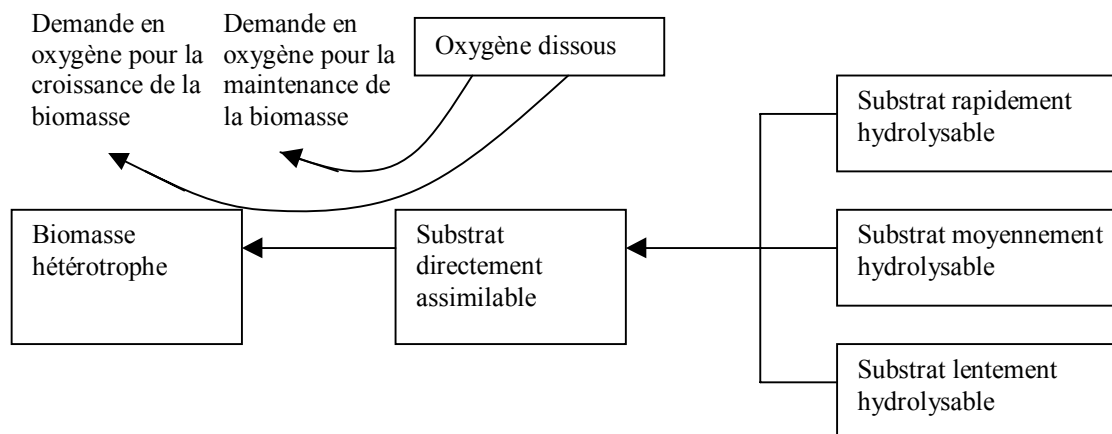 Demande en
oxygène pour la
croissance de la
biomasse
Demande en
oxygène pour la
maintenance de
la biomasse
Oxygène dissous
Substrat rapidement
hydrolysable
Biomasse
hétérotrophe
Substrat
directement
assimilable
Substrat moyennement
hydrolysable
Substrat lentement
hydrolysable